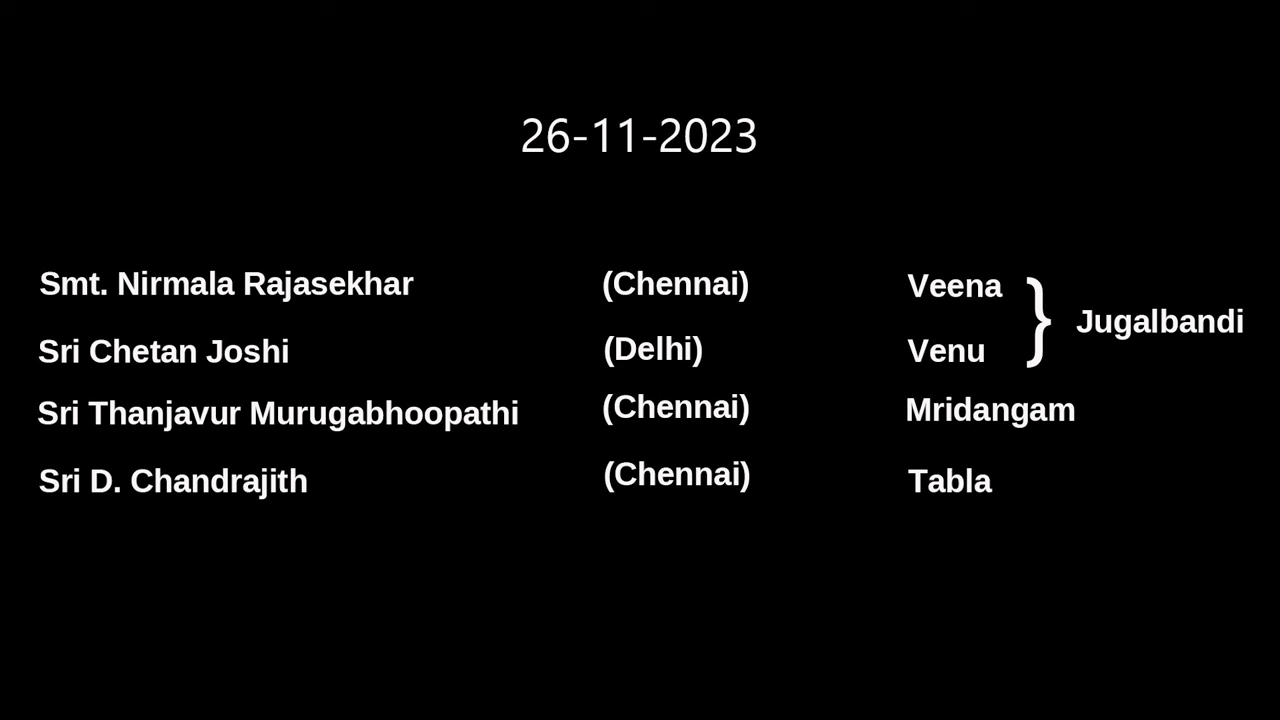 26-11-2023
Smt. Nirmala Rajasekhar (Chennai) Veena } Jugalbandi
Sri Chetan Joshi (Delhi) Venu
Sri Thanjavur Murugabhoopathi (Chennai) Mridangam
Sri D. Chandrajith (Chennai) Tabla